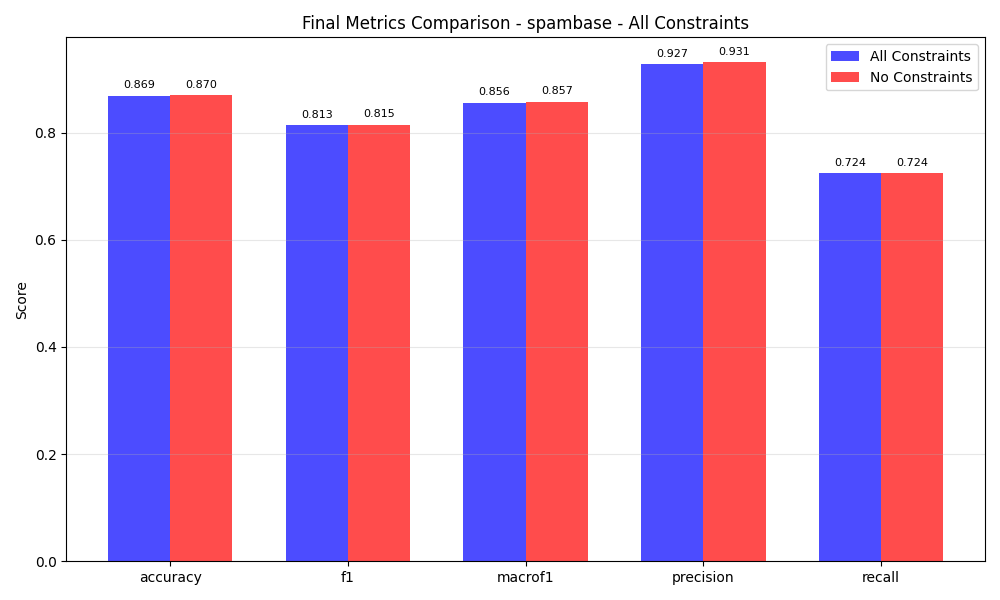 Final Metrics Comparison - spambase - All Constraints
All Constraints
No Constraints
Score
0.8
0.6
0.4
0.2
0.0
0.869
0.870
0.813
0.815
0.856
0.857
0.927
0.931
0.724
0.724
accuracy
f1
macrof1
precision
recall